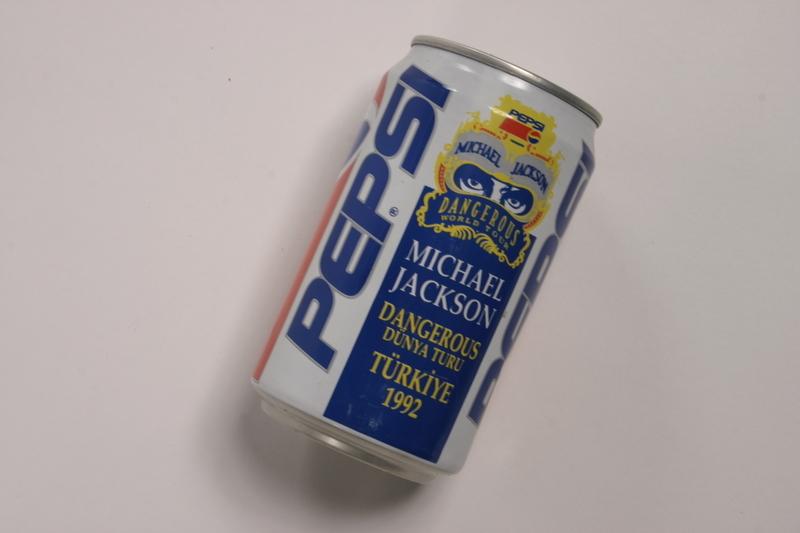 PEPSI
®
PEPSI
MICHAEL JACKSON
DANGEROUS
WORLD TOUR
MICHAEL
JACKSON
DANGEROUS
DÜNYA TURU
TÜRKİYE
1992